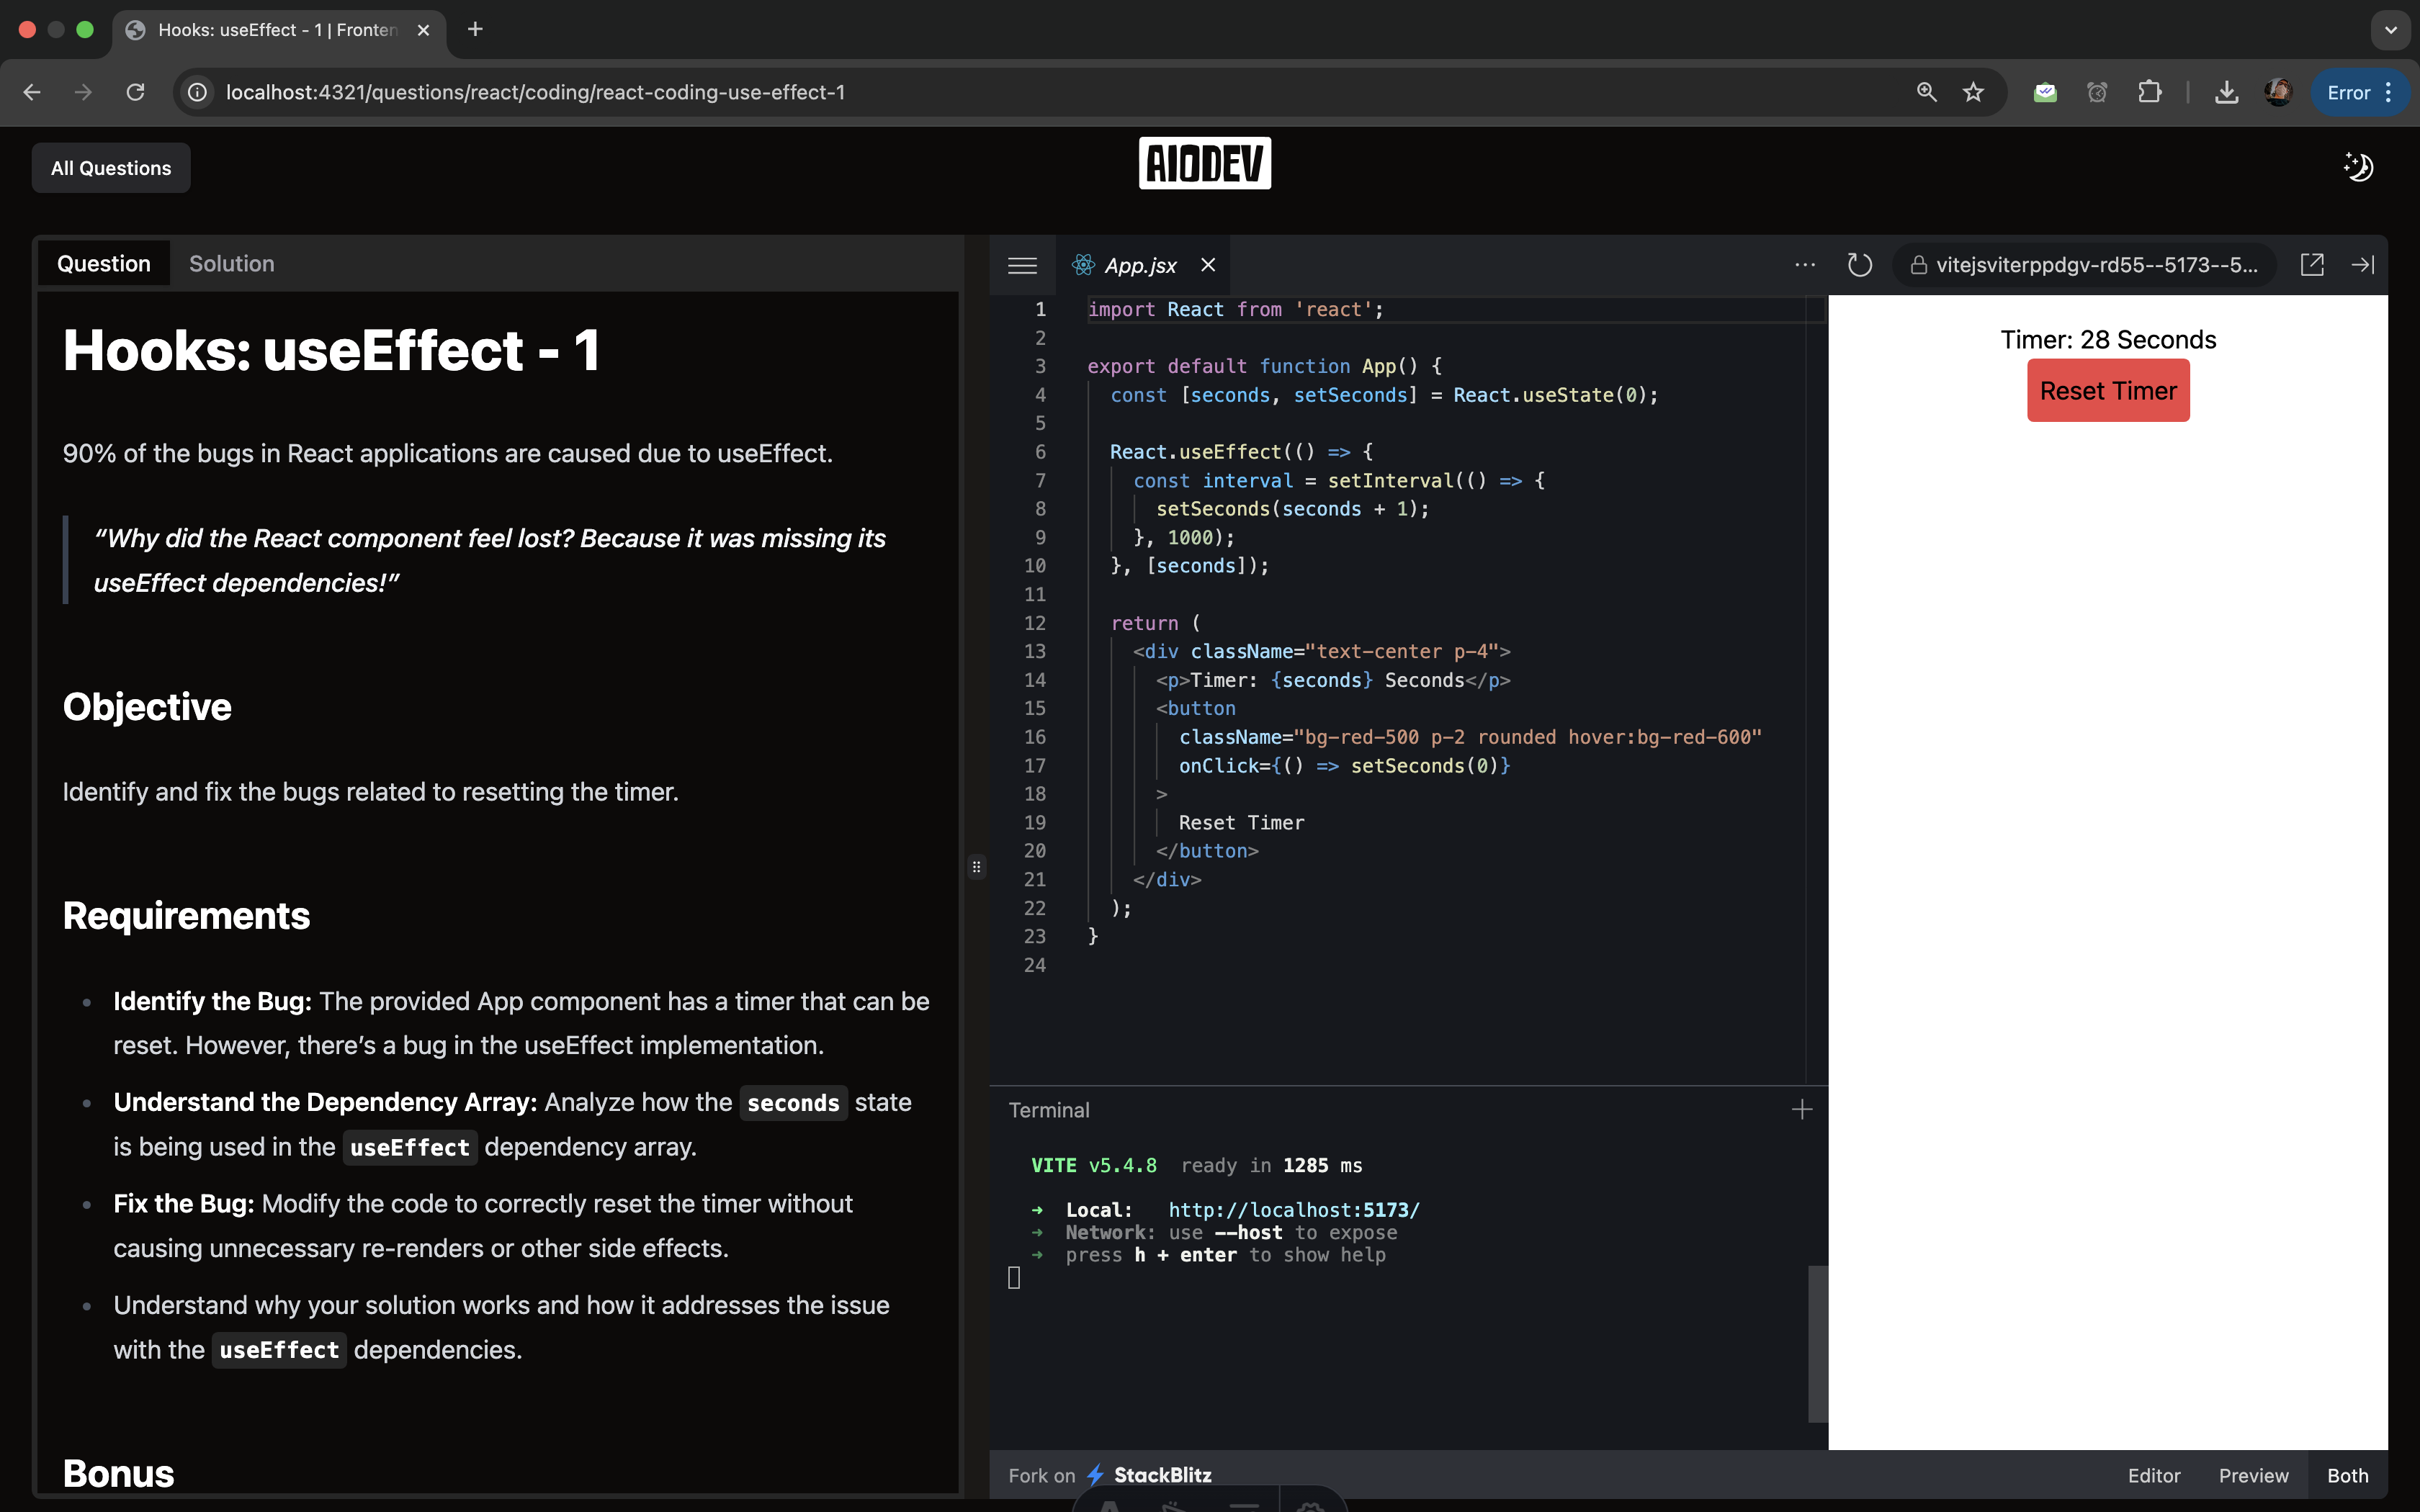 Hooks: useEffect - 1 | Fronten
localhost:4321/questions/react/coding/react-coding-use-effect-1
Error
All Questions
AIODEV
Question
Solution
Hooks: useEffect - 1
90% of the bugs in React applications are caused due to useEffect.
“Why did the React component feel lost? Because it was missing its
useEffect dependencies!”
Objective
Identify and fix the bugs related to resetting the timer.
Requirements
Identify the Bug: The provided App component has a timer that can be
reset. However, there’s a bug in the useEffect implementation.
Understand the Dependency Array: Analyze how the seconds state
is being used in the useEffect dependency array.
Fix the Bug: Modify the code to correctly reset the timer without
causing unnecessary re-renders or other side effects.
Understand why your solution works and how it addresses the issue
with the useEffect dependencies.
Bonus
App.jsx
1 import React from 'react';
2
3 export default function App() {
4 const [seconds, setSeconds] = React.useState(0);
5
6 React.useEffect(() => {
7 const interval = setInterval(() => {
8 setSeconds(seconds + 1);
9 }, 1000);
10 }, [seconds]);
11
12 return (
13 <div className="text-center p-4">
14 <p>Timer: {seconds} Seconds</p>
15 <button
16 className="bg-red-500 p-2 rounded hover:bg-red-600"
17 onClick={() => setSeconds(0)}
18 >
19 Reset Timer
20 </button>
21 </div>
22 );
23 }
24
Terminal
VITE v5.4.8 ready in 1285 ms
➜ Local: http://localhost:5173/
➜ Network: use --host to expose
➜ press h + enter to show help
Fork on StackBlitz
vitejsviterppdgv-rd55--5173--5...
Timer: 28 Seconds
Reset Timer
Editor
Preview
Both